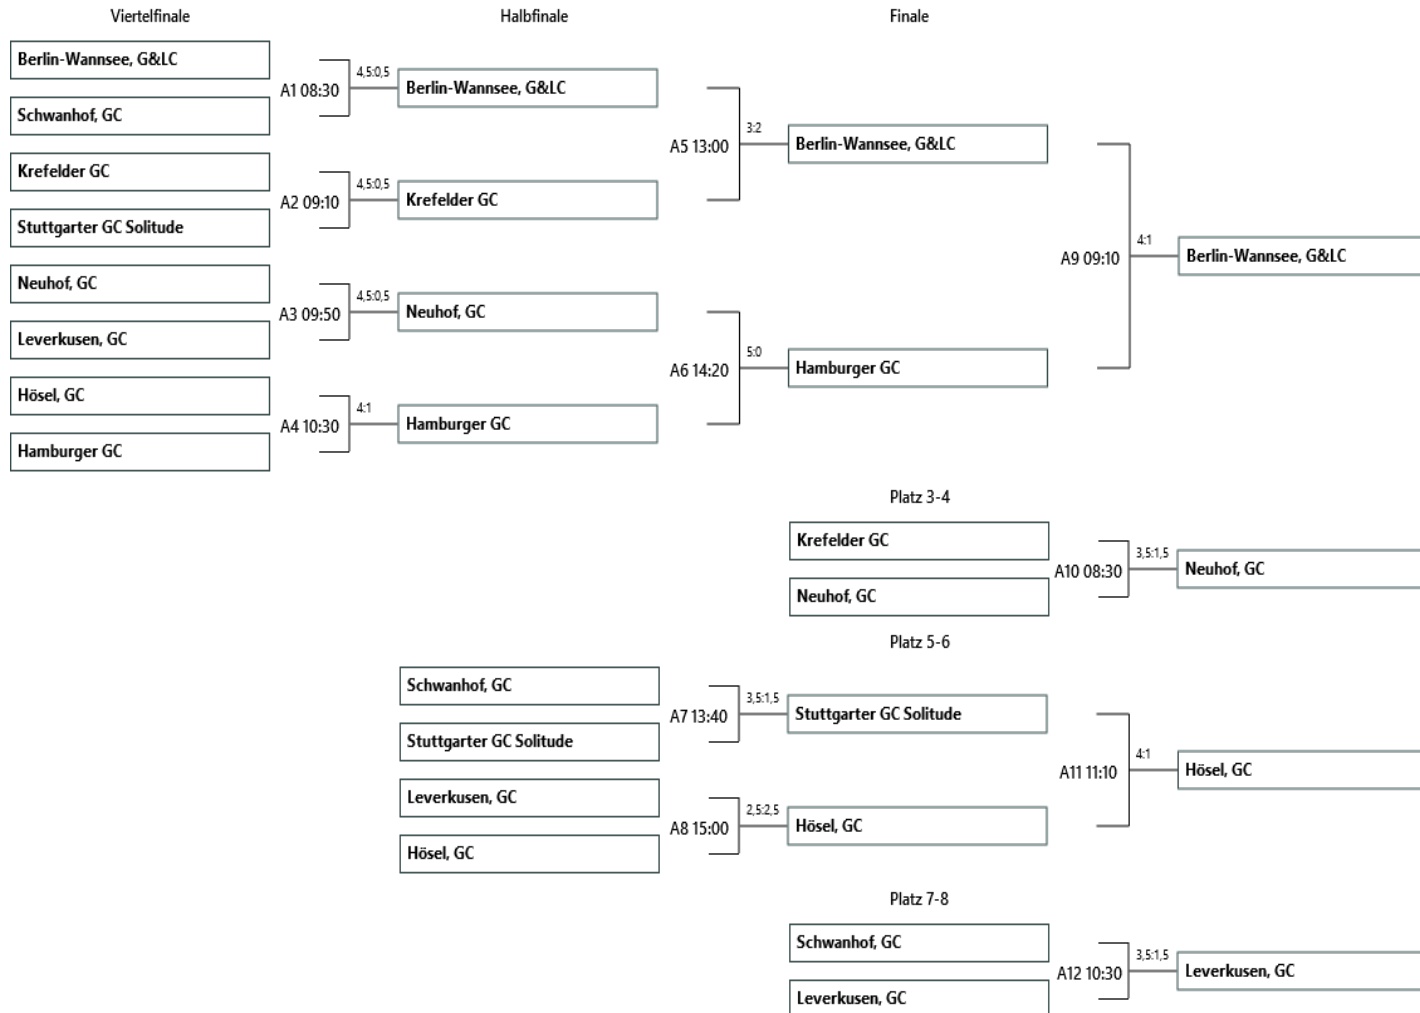 Viertelfinale
Halbfinale
Finale
Berlin-Wannsee, G&LC
Schwanhof, GC
A1 08:30
4,5:0,5
Berlin-Wannsee, G&LC
Krefelder GC
Stuttgarter GC Solitude
A2 09:10
4,5:0,5
Krefelder GC
A5 13:00
3:2
Berlin-Wannsee, G&LC
Neuhof, GC
Leverkusen, GC
A3 09:50
4,5:0,5
Neuhof, GC
Hösel, GC
Hamburger GC
A4 10:30
4:1
Hamburger GC
A6 14:20
5:0
Hamburger GC
A9 09:10
4:1
Berlin-Wannsee, G&LC
Platz 3-4
Krefelder GC
Neuhof, GC
A10 08:30
3,5:1,5
Neuhof, GC
Platz 5-6
Schwanhof, GC
Stuttgarter GC Solitude
A7 13:40
3,5:1,5
Stuttgarter GC Solitude
Leverkusen, GC
Hösel, GC
A8 15:00
2,5:2,5
Hösel, GC
A11 11:10
4:1
Hösel, GC
Platz 7-8
Schwanhof, GC
Leverkusen, GC
A12 10:30
3,5:1,5
Leverkusen, GC